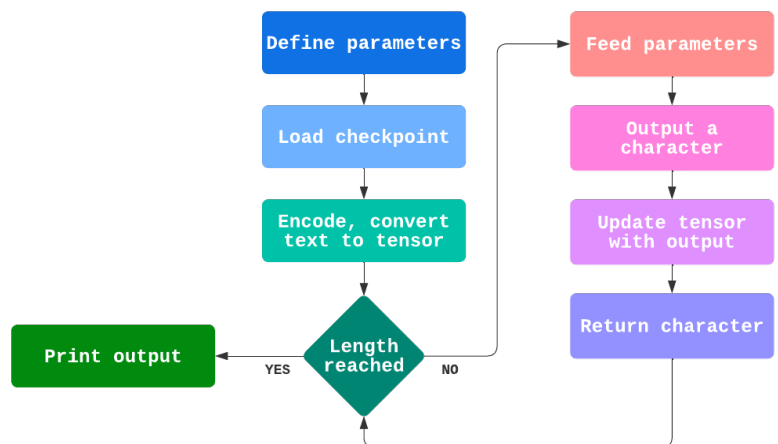 Define parameters
Load checkpoint
Encode, convert
text to tensor
Length
reached
YES
NO
Print output
Feed parameters
Output a
character
Update tensor
with output
Return character